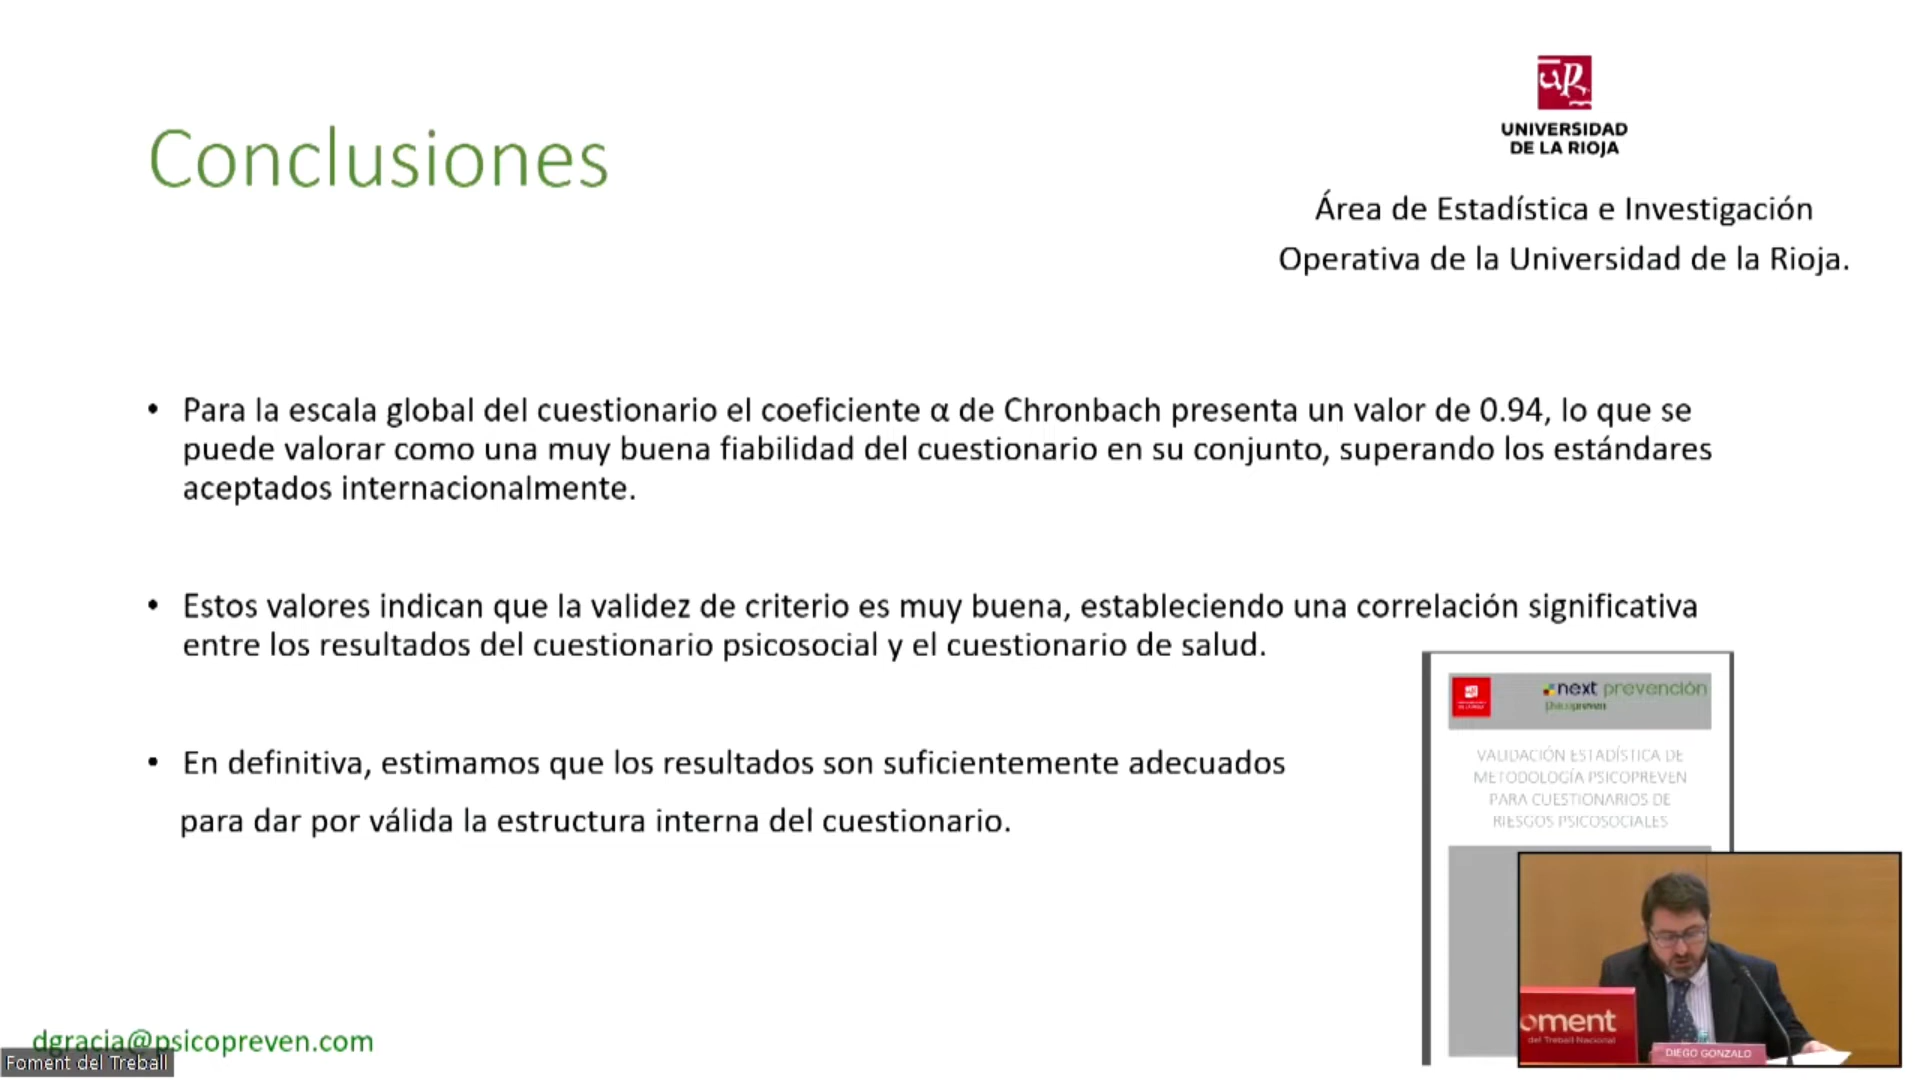 Conclusiones
UR
UNIVERSIDAD
DE LA RIOJA
Área de Estadística e Investigación
Operativa de la Universidad de la Rioja.
• Para la escala global del cuestionario el coeficiente α de Chronbach presenta un valor de 0.94, lo que se
puede valorar como una muy buena fiabilidad del cuestionario en su conjunto, superando los estándares
aceptados internacionalmente.
• Estos valores indican que la validez de criterio es muy buena, estableciendo una correlación significativa
entre los resultados del cuestionario psicosocial y el cuestionario de salud.
• En definitiva, estimamos que los resultados son suficientemente adecuados
para dar por válida la estructura interna del cuestionario.
next prevención
Psicopreven
VALIDACIÓN ESTADÍSTICA DE
METODOLOGÍA PSICOPREVEN
PARA CUESTIONARIOS DE
RIESGOS PSICOSOCIALES
oment
del Treball Nacional
DIEGO GONZALO
dgracia@psicopreven.com
Foment del Treball